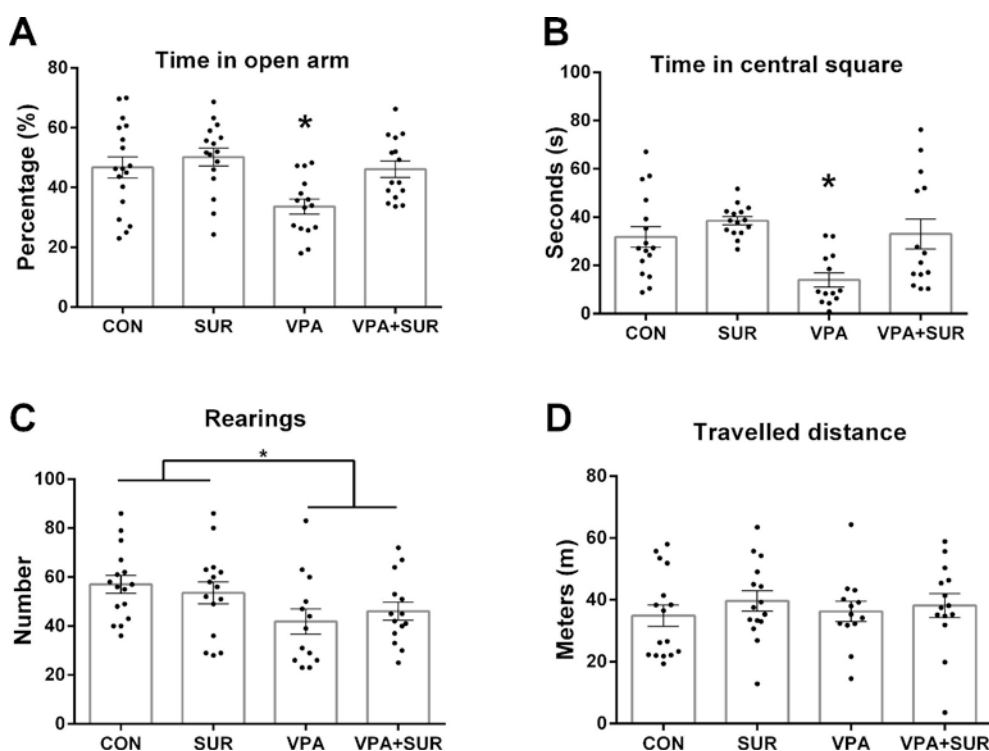 A
Time in open arm
Percentage (%)
80
60
40
20
0
*
CON SUR VPA VPA+SUR
B
Time in central square
Seconds (s)
100
80
60
40
20
0
*
CON SUR VPA VPA+SUR
C
Rearings
Number
100
80
60
40
20
0
*
CON SUR VPA VPA+SUR
D
Travelled distance
Meters (m)
80
60
40
20
0
CON SUR VPA VPA+SUR